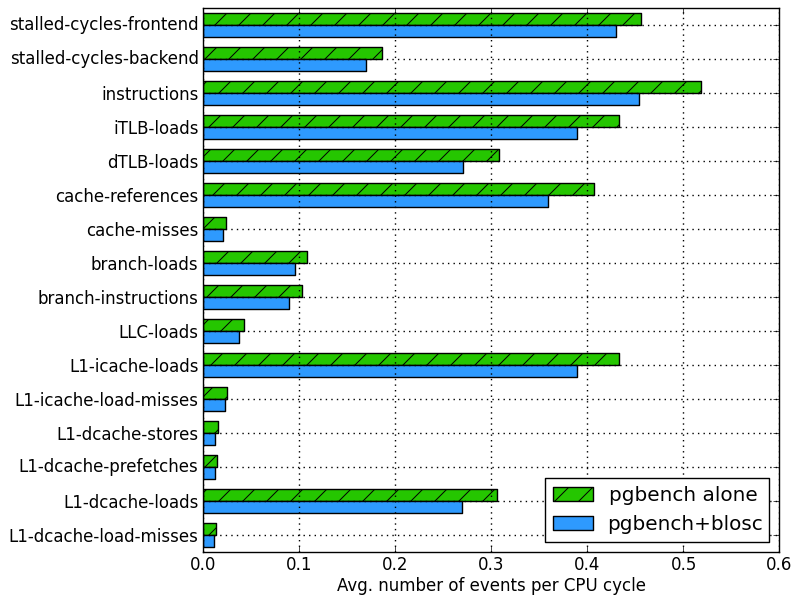 stalled-cycles-frontend
stalled-cycles-backend
instructions
iTLB-loads
dTLB-loads
cache-references
cache-misses
branch-loads
branch-instructions
LLC-loads
L1-icache-loads
L1-icache-load-misses
L1-dcache-stores
L1-dcache-prefetches
L1-dcache-loads
L1-dcache-load-misses
pgbench alone
pgbench+blosc
0.0 0.1 0.2 0.3 0.4 0.5 0.6
Avg. number of events per CPU cycle